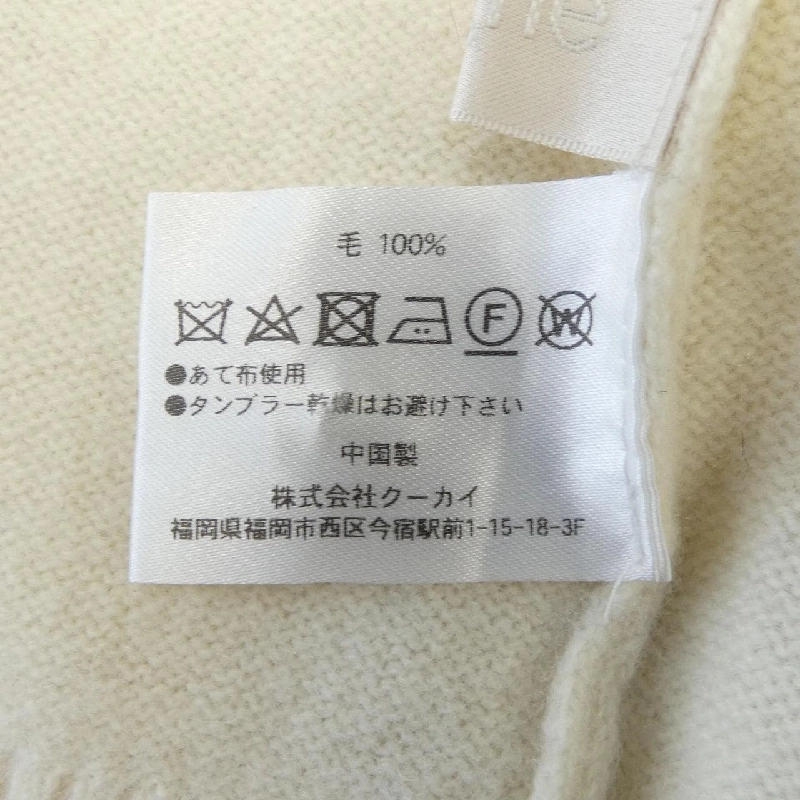 毛 100%
F W
●あて布使用
●タンブラー乾燥はお避け下さい
中国製
株式会社クーカイ
福岡県福岡市西区今宿駅前1-15-18-3F